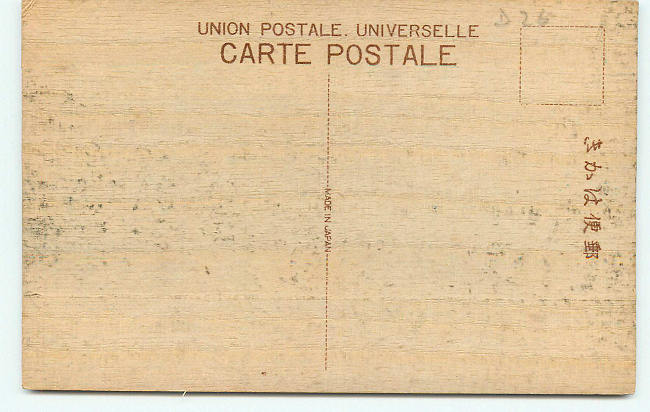 UNION POSTALE. UNIVERSELLE
CARTE POSTALE
MADE IN JAPAN
郵便はかき